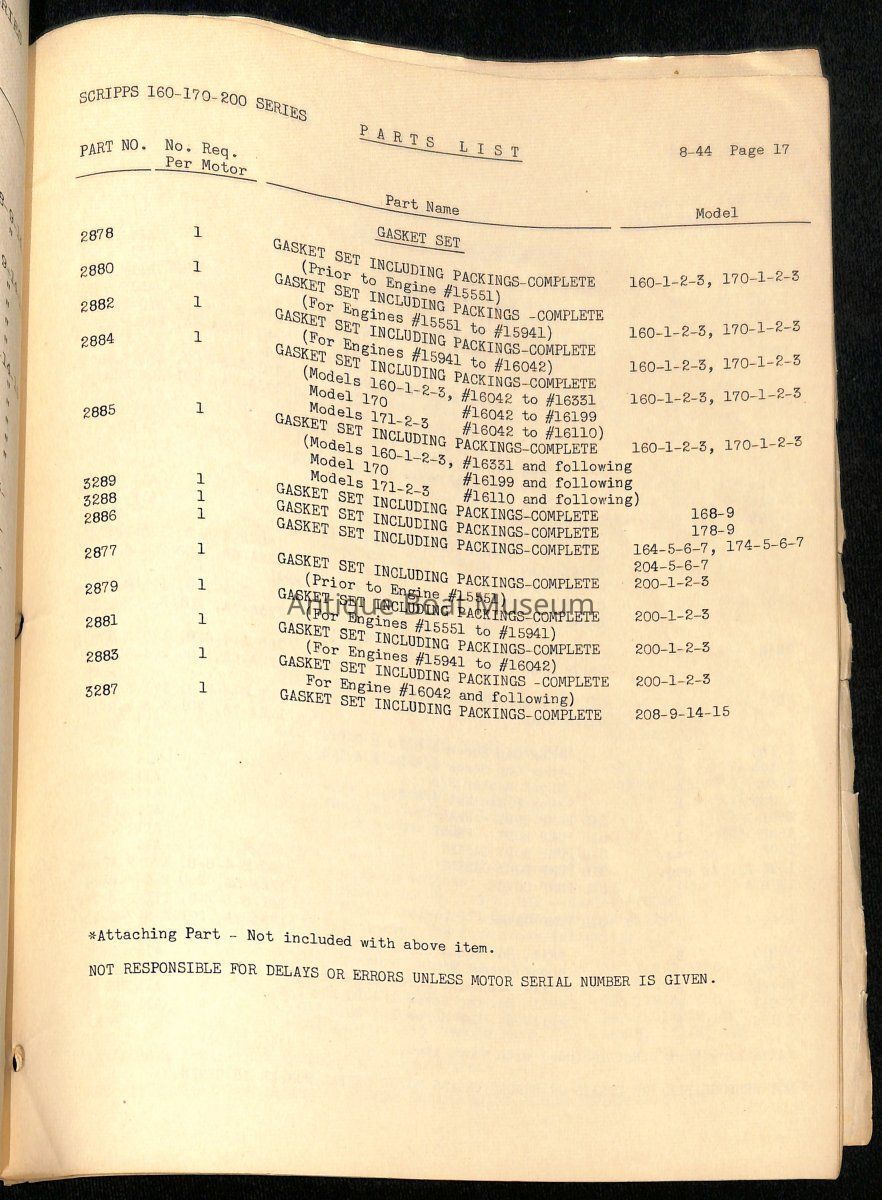 SCRIPPS 160-170-200 SERIES
PARTS LIST
8-44 Page 17
PART NO. No. Req. Per Motor Part Name Model
GASKET SET
2878 1 GASKET SET INCLUDING PACKINGS-COMPLETE 160-1-2-3, 170-1-2-3
(Prior to Engine #15551)
2880 1 GASKET SET INCLUDING PACKINGS -COMPLETE 160-1-2-3, 170-1-2-3
(For Engines #15551 to #15941)
2882 1 GASKET SET INCLUDING PACKINGS-COMPLETE 160-1-2-3, 170-1-2-3
(For Engines #15941 to #16042)
2884 1 GASKET SET INCLUDING PACKINGS-COMPLETE 160-1-2-3, 170-1-2-3
(Models 160-1-2-3, #16042 to #16331
Model 170 #16042 to #16199
Models 171-2-3 #16042 to #16110)
2885 1 GASKET SET INCLUDING PACKINGS-COMPLETE 160-1-2-3, 170-1-2-3
(Models 160-1-2-3, #16331 and following
Model 170 #16199 and following
Models 171-2-3 #16110 and following)
3289 1 GASKET SET INCLUDING PACKINGS-COMPLETE 168-9
3288 1 GASKET SET INCLUDING PACKINGS-COMPLETE 178-9
2886 1 GASKET SET INCLUDING PACKINGS-COMPLETE 164-5-6-7, 174-5-6-7
204-5-6-7
2877 1 GASKET SET INCLUDING PACKINGS-COMPLETE 200-1-2-3
(Prior to Engine #15551)
2879 1 GASKET SET INCLUDING PACKINGS-COMPLETE 200-1-2-3
(For Engines #15551 to #15941)
2881 1 GASKET SET INCLUDING PACKINGS-COMPLETE 200-1-2-3
(For Engines #15941 to #16042)
2883 1 GASKET SET INCLUDING PACKINGS -COMPLETE 200-1-2-3
For Engine #16042 and following)
3287 1 GASKET SET INCLUDING PACKINGS-COMPLETE 208-9-14-15
Antique Boat Museum
*Attaching Part - Not included with above item.
NOT RESPONSIBLE FOR DELAYS OR ERRORS UNLESS MOTOR SERIAL NUMBER IS GIVEN.